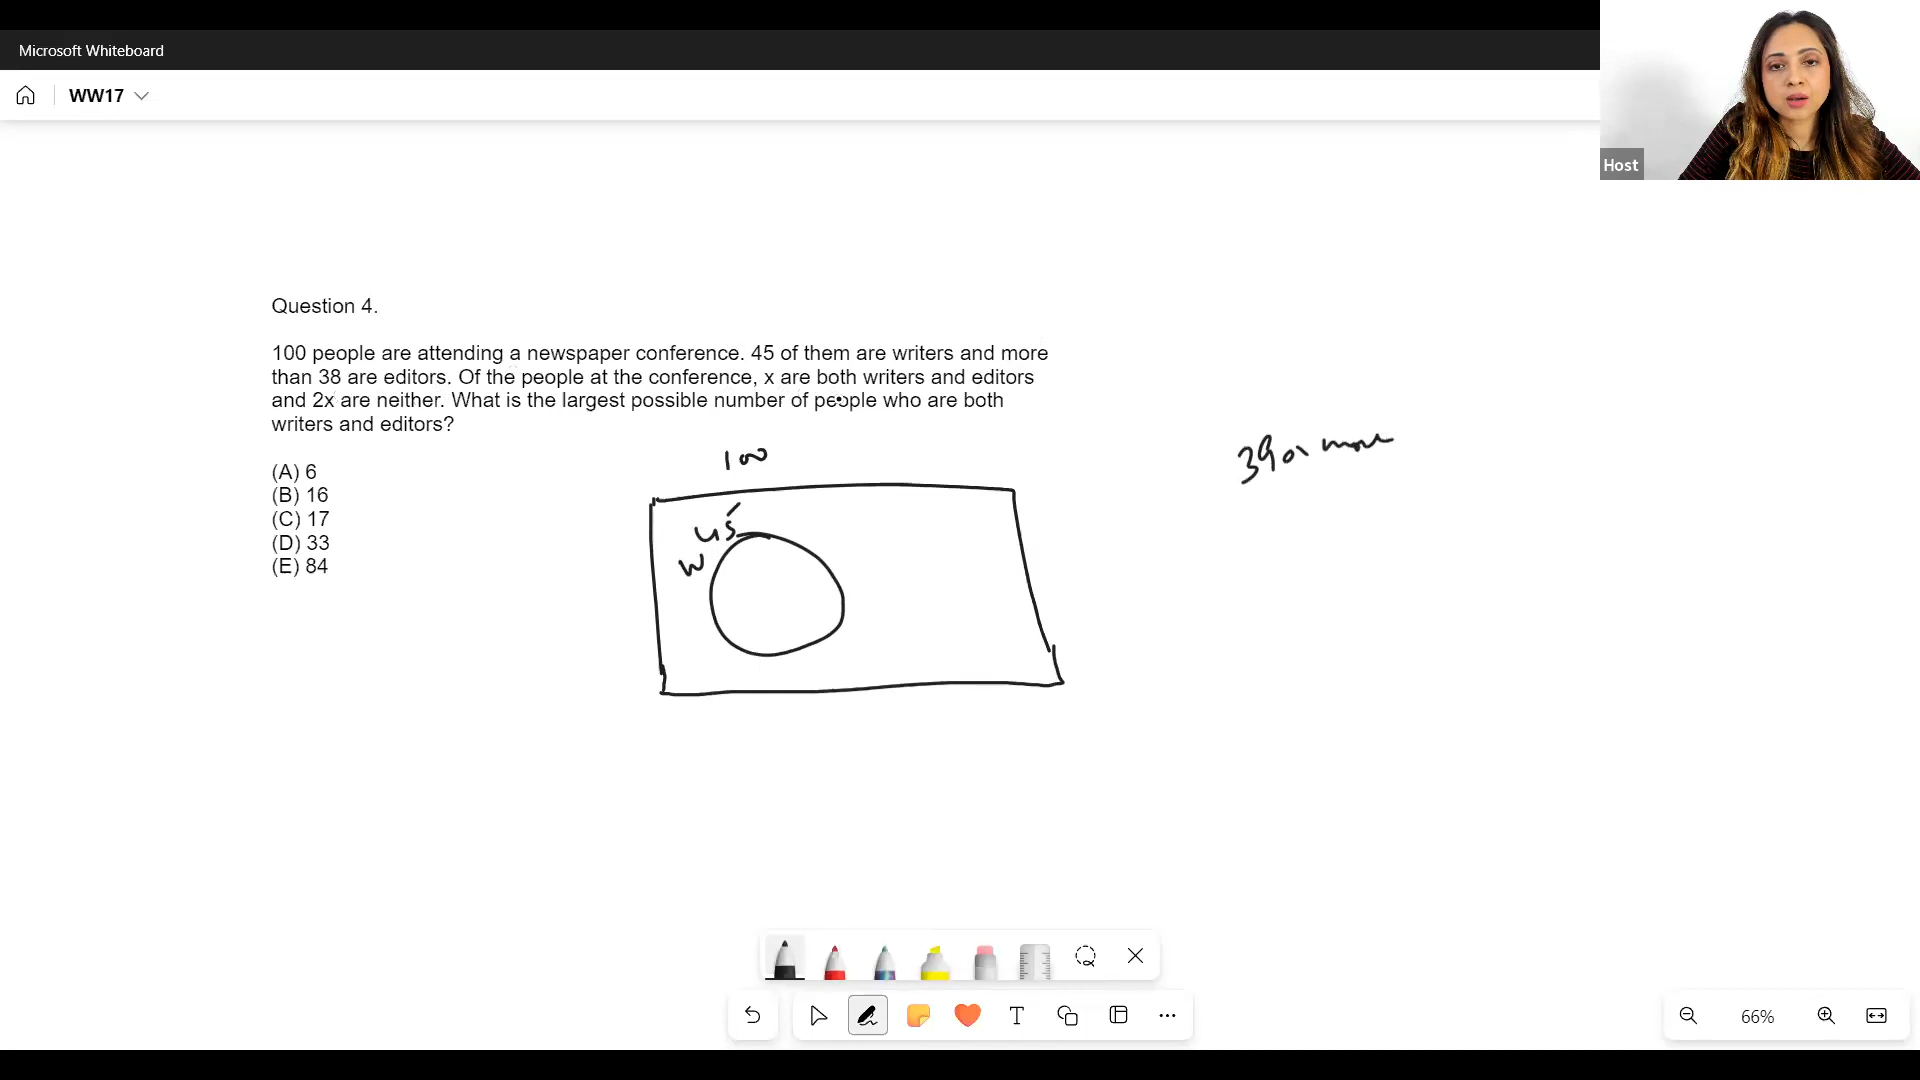 Microsoft Whiteboard
WW17
Host
Question 4.
100 people are attending a newspaper conference. 45 of them are writers and more
than 38 are editors. Of the people at the conference, x are both writers and editors
and 2x are neither. What is the largest possible number of people who are both
writers and editors?
(A) 6
(B) 16
(C) 17
(D) 33
(E) 84
100
45
W
39 or more
66%